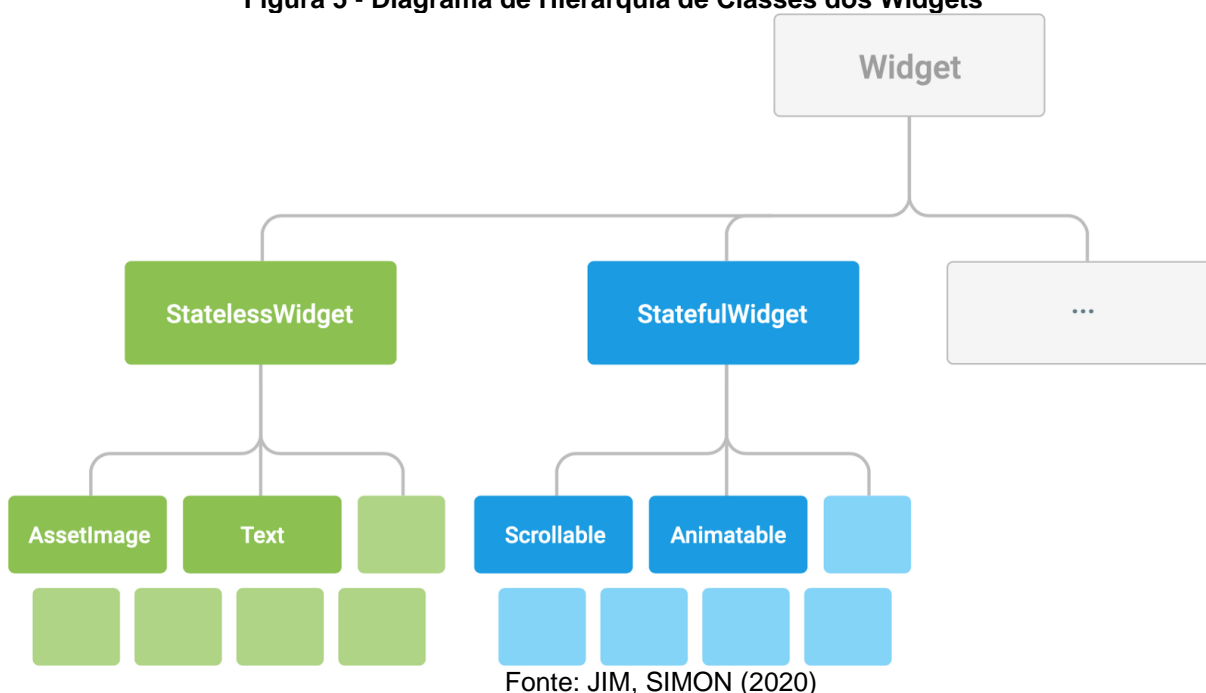 Figura 5 - Diagrama de Hierarquia de Classes dos Widgets
Widget
StatelessWidget
StatefulWidget
...
AssetImage
Text
Scrollable
Animatable
Fonte: JIM, SIMON (2020)